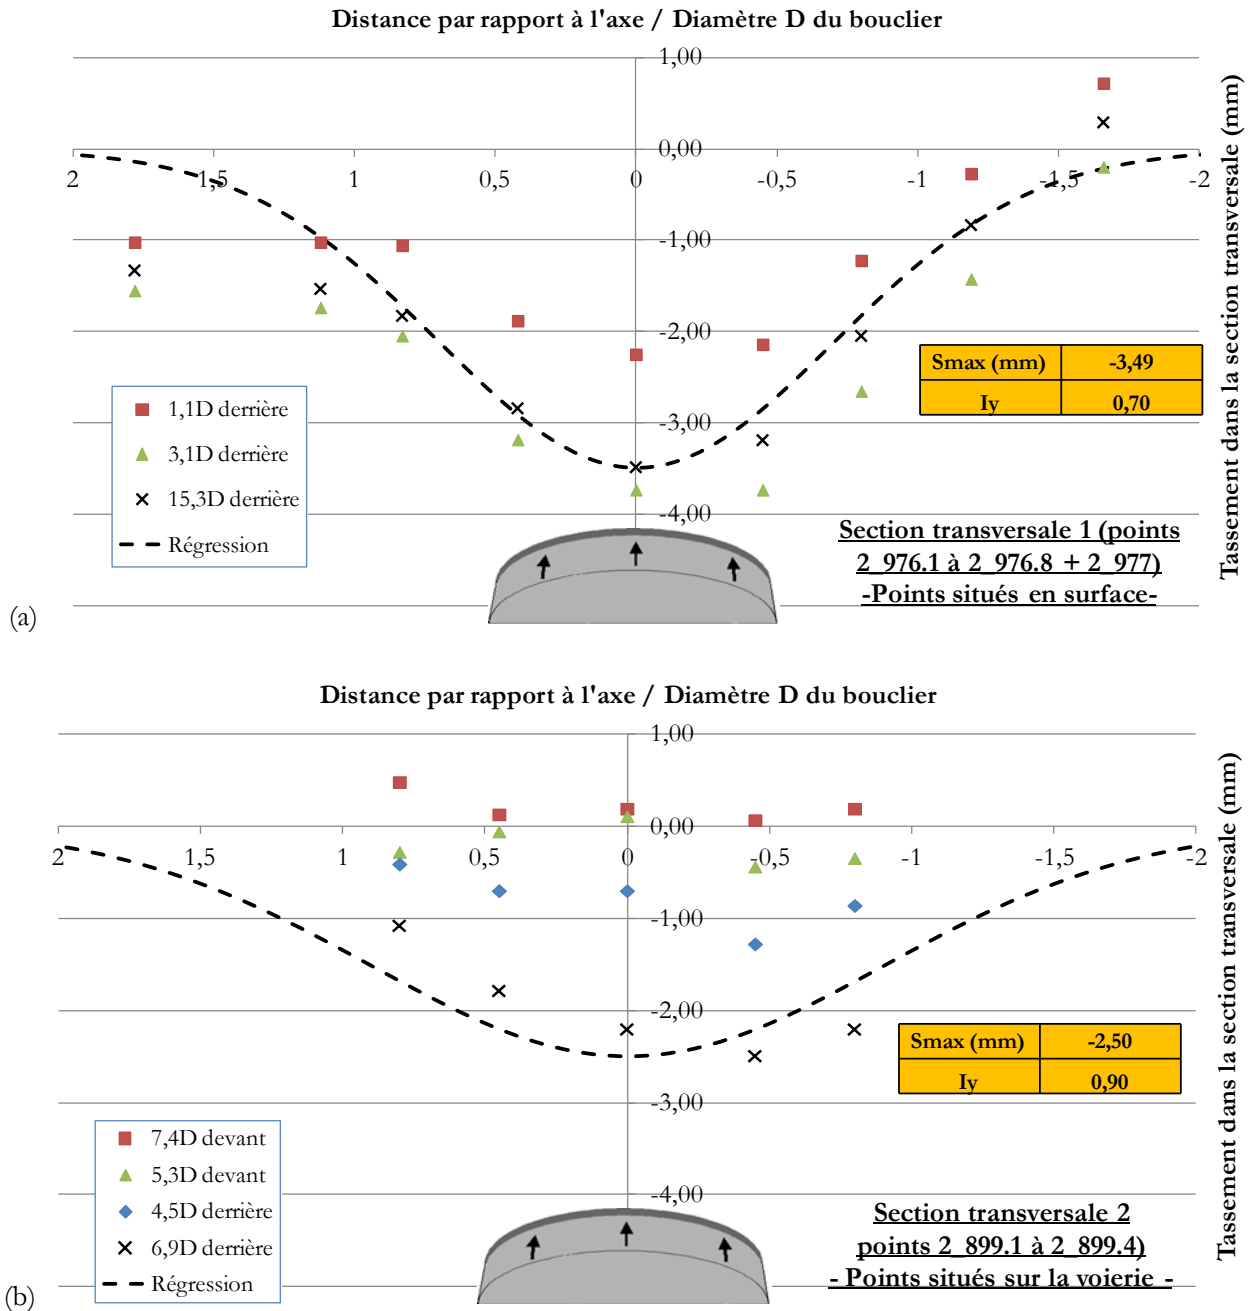 Distance par rapport à l'axe / Diamètre D du bouclier
1,00
0,00
2
1,5
1
0,5
0
-0,5
-1
-1,5
-2
-1,00
-2,00
-3,00
-4,00
Tassement dans la section transversale (mm)
Smax (mm) -3,49
Iy 0,70
1,1D derrière
3,1D derrière
15,3D derrière
Régression
Section transversale 1 (points
2_976.1 à 2_976.8 + 2_977)
-Points situés en surface-
(a)
Distance par rapport à l'axe / Diamètre D du bouclier
1,00
0,00
2
1,5
1
0,5
0
-0,5
-1
-1,5
-2
-1,00
-2,00
-3,00
-4,00
Tassement dans la section transversale (mm)
Smax (mm) -2,50
Iy 0,90
7,4D devant
5,3D devant
4,5D derrière
6,9D derrière
Régression
Section transversale 2
points 2_899.1 à 2_899.4)
- Points situés sur la voierie -
(b)